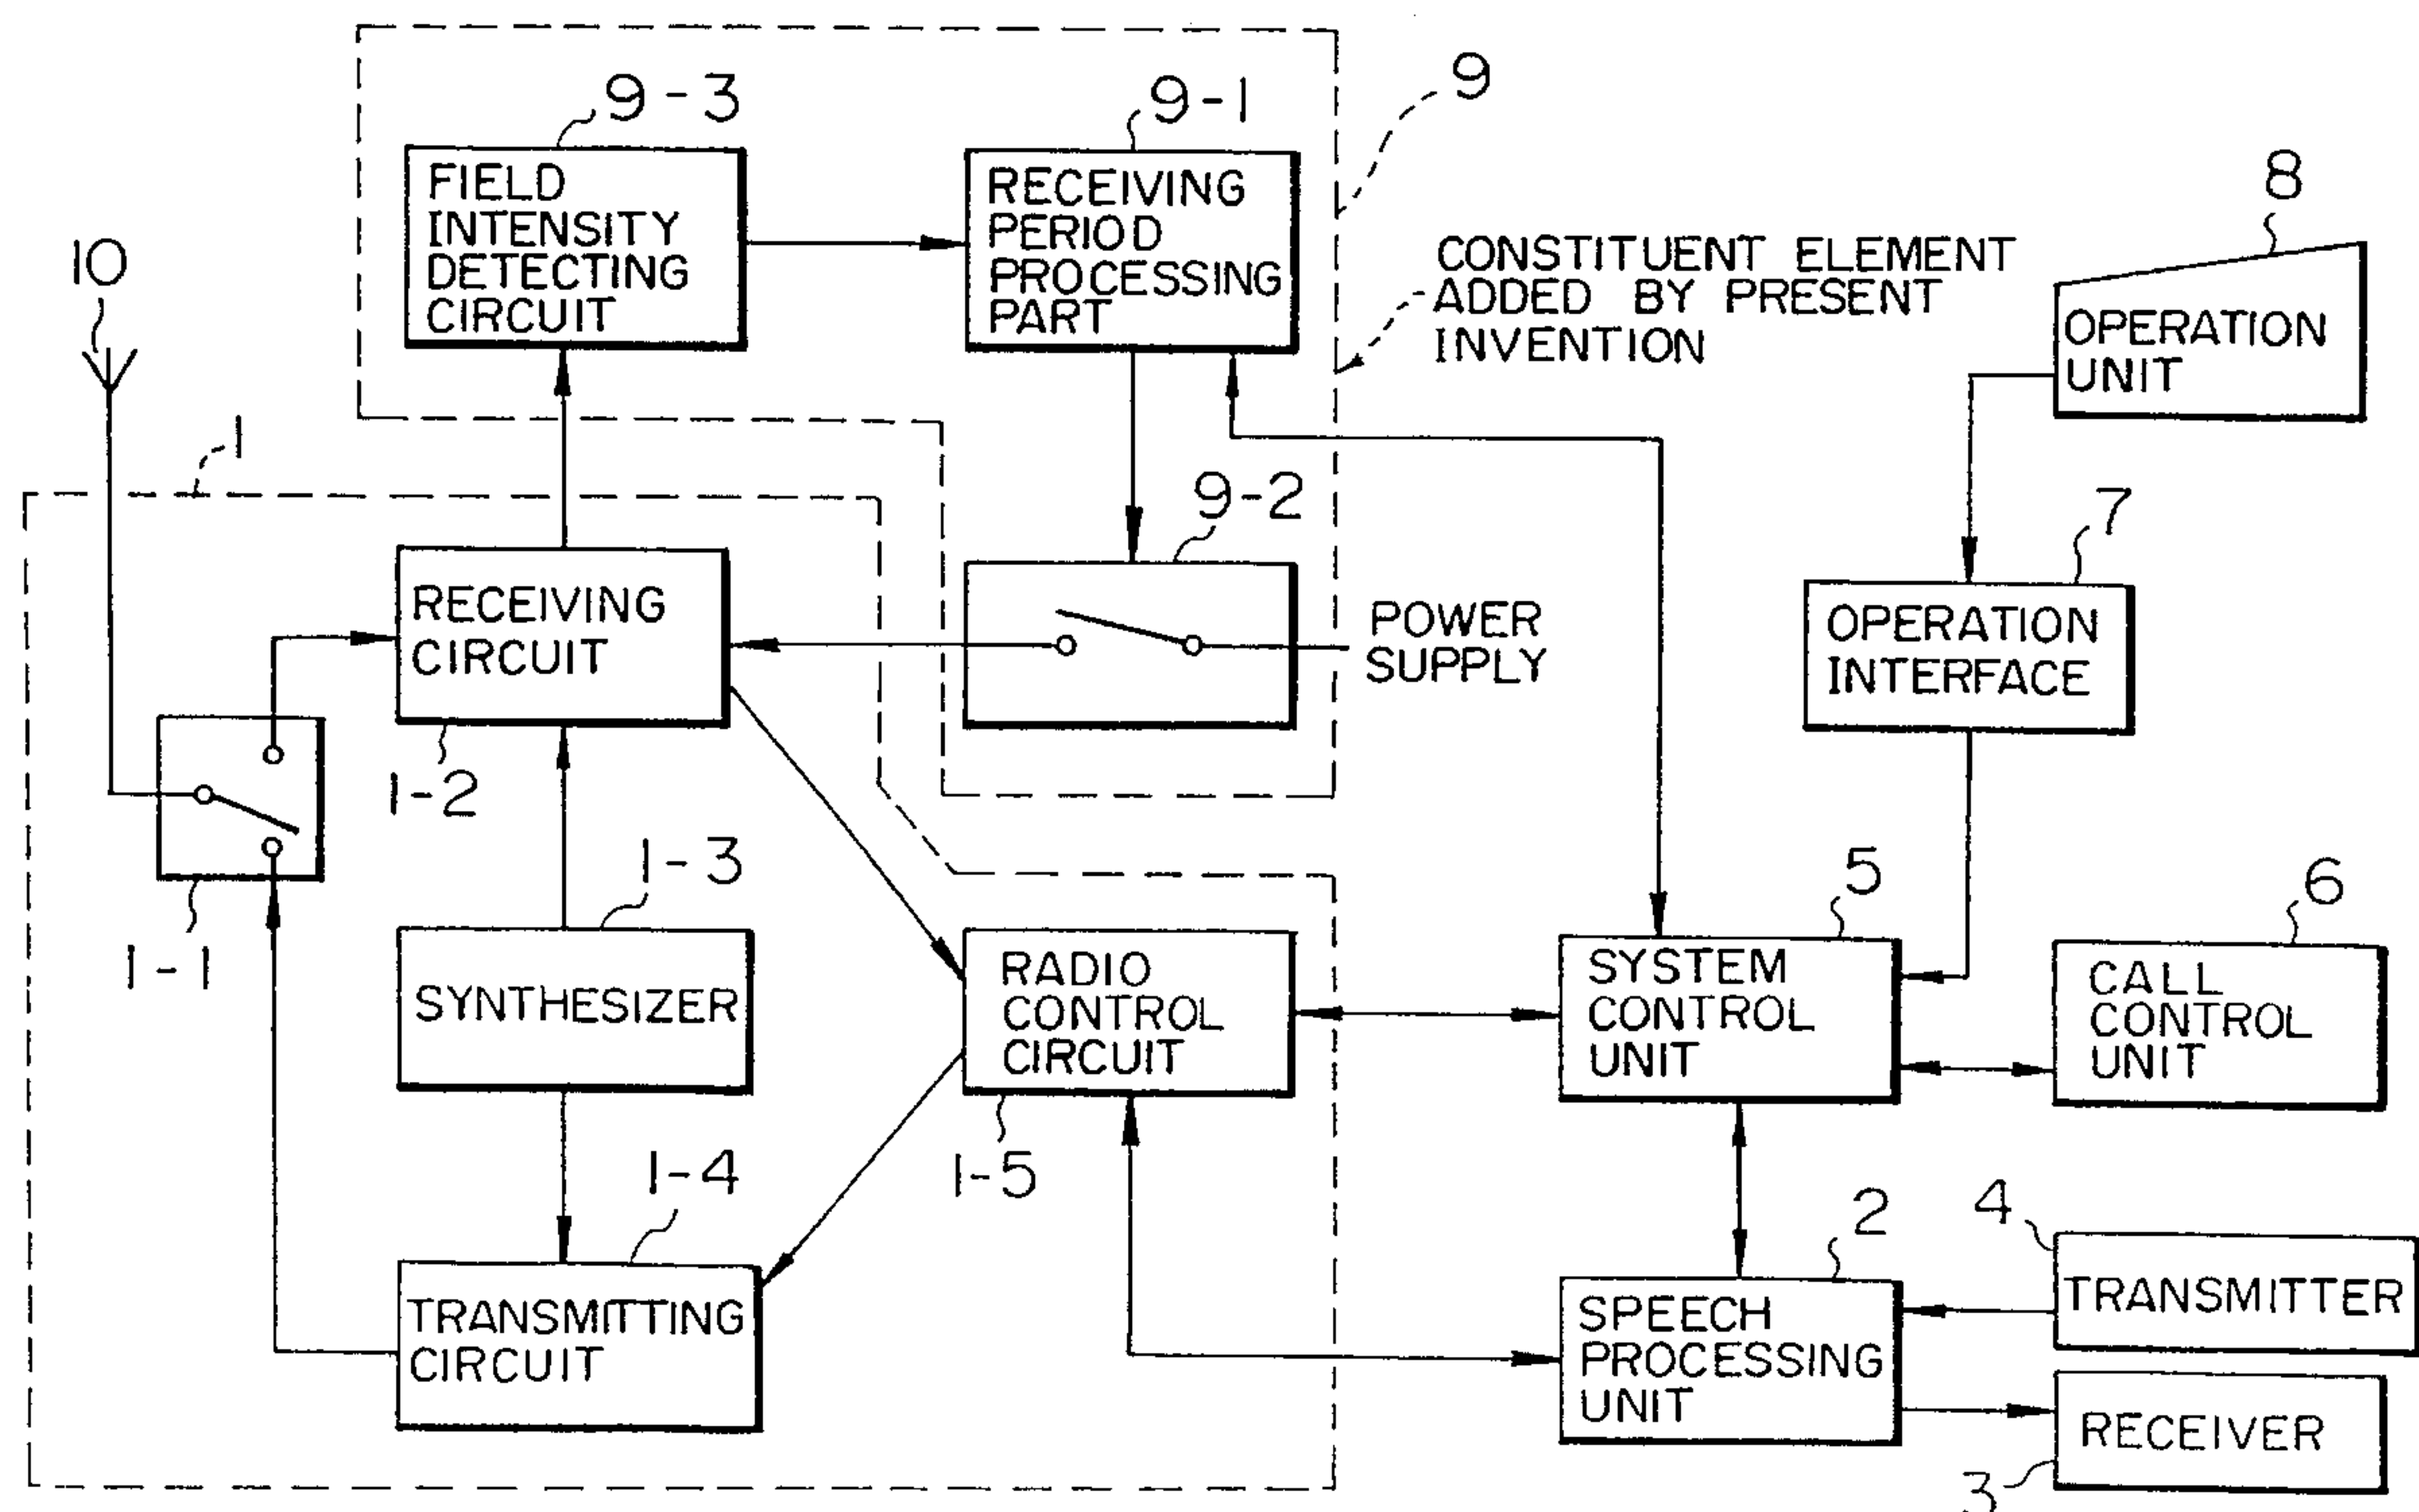 9-3
9-1
9
FIELD
INTENSITY
DETECTING
CIRCUIT
RECEIVING
PERIOD
PROCESSING
PART
CONSTITUENT ELEMENT
ADDED BY PRESENT
INVENTION
8
OPERATION
UNIT
10
1
9-2
7
RECEIVING
CIRCUIT
POWER
SUPPLY
OPERATION
INTERFACE
1-2
1-1
1-3
5
6
SYNTHESIZER
RADIO
CONTROL
CIRCUIT
SYSTEM
CONTROL
UNIT
CALL
CONTROL
UNIT
1-4
1-5
2
4
TRANSMITTING
CIRCUIT
SPEECH
PROCESSING
UNIT
TRANSMITTER
RECEIVER
3